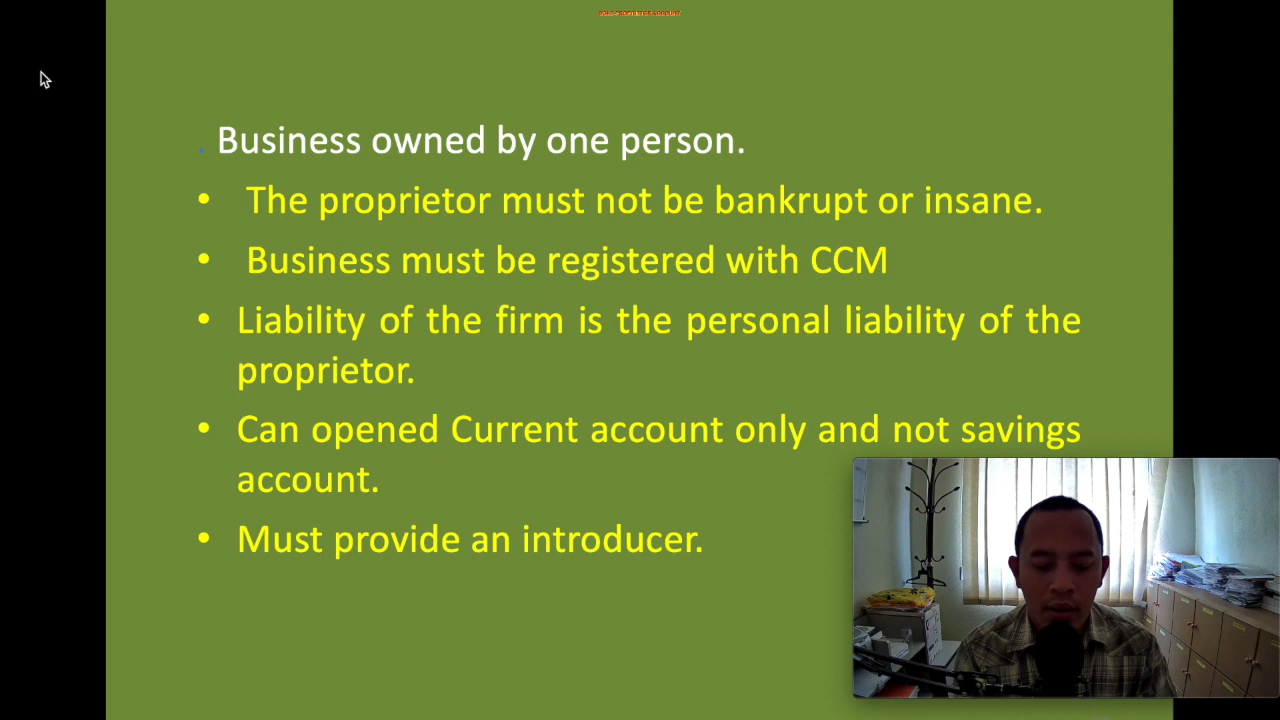 . Business owned by one person.
• The proprietor must not be bankrupt or insane.
• Business must be registered with CCM
• Liability of the firm is the personal liability of the
proprietor.
• Can opened Current account only and not savings
account.
• Must provide an introducer.